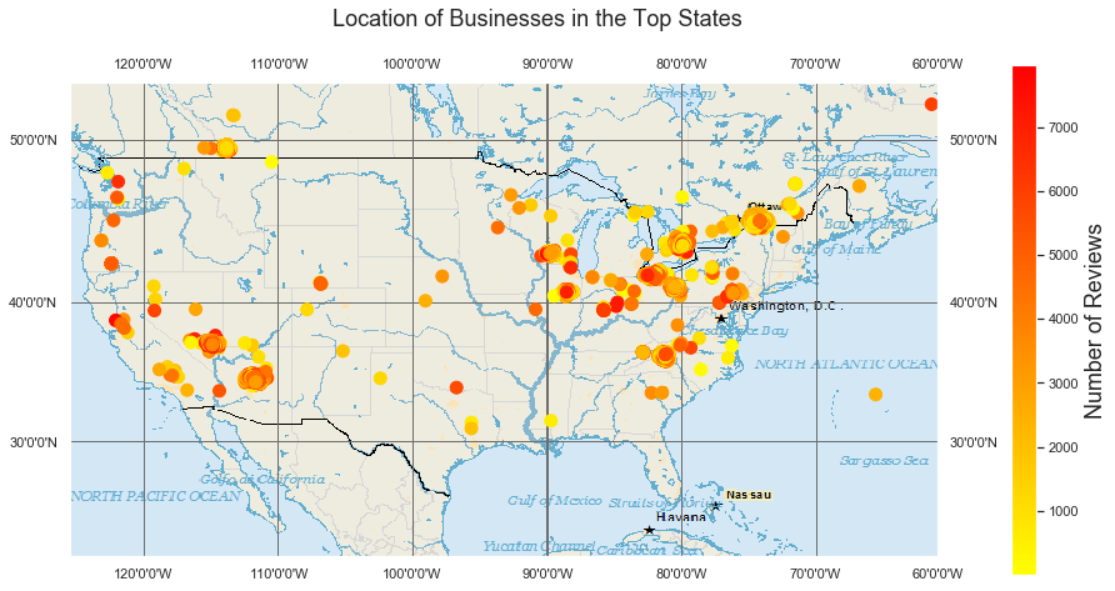 Location of Businesses in the Top States
120°0'0"W 110°0'0"W 100°0'0"W 90°0'0"W 80°0'0"W 70°0'0"W 60°0'0"W
James Bay
50°0'0"N 50°0'0"N
7000
St. Lawrence River
Gulf of St. Lauren
Columbia River
Ottaw
6000
Bay of Fundy
Gulf of Maine
5000
40°0'0"N 40°0'0"N
Washington, D.C.
Chesapeake Bay
4000
NORTH ATLANTIC OCEAN
3000
Number of Reviews
30°0'0"N 30°0'0"N
2000
Sargasso Sea
Golfo de California
NORTH PACIFIC OCEAN
Gulf of Mexico
Straits of Flori
Nassau
1000
Havana
Yucatan Channel
Caribbean Sea
120°0'0"W 110°0'0"W 100°0'0"W 90°0'0"W 80°0'0"W 70°0'0"W 60°0'0"W